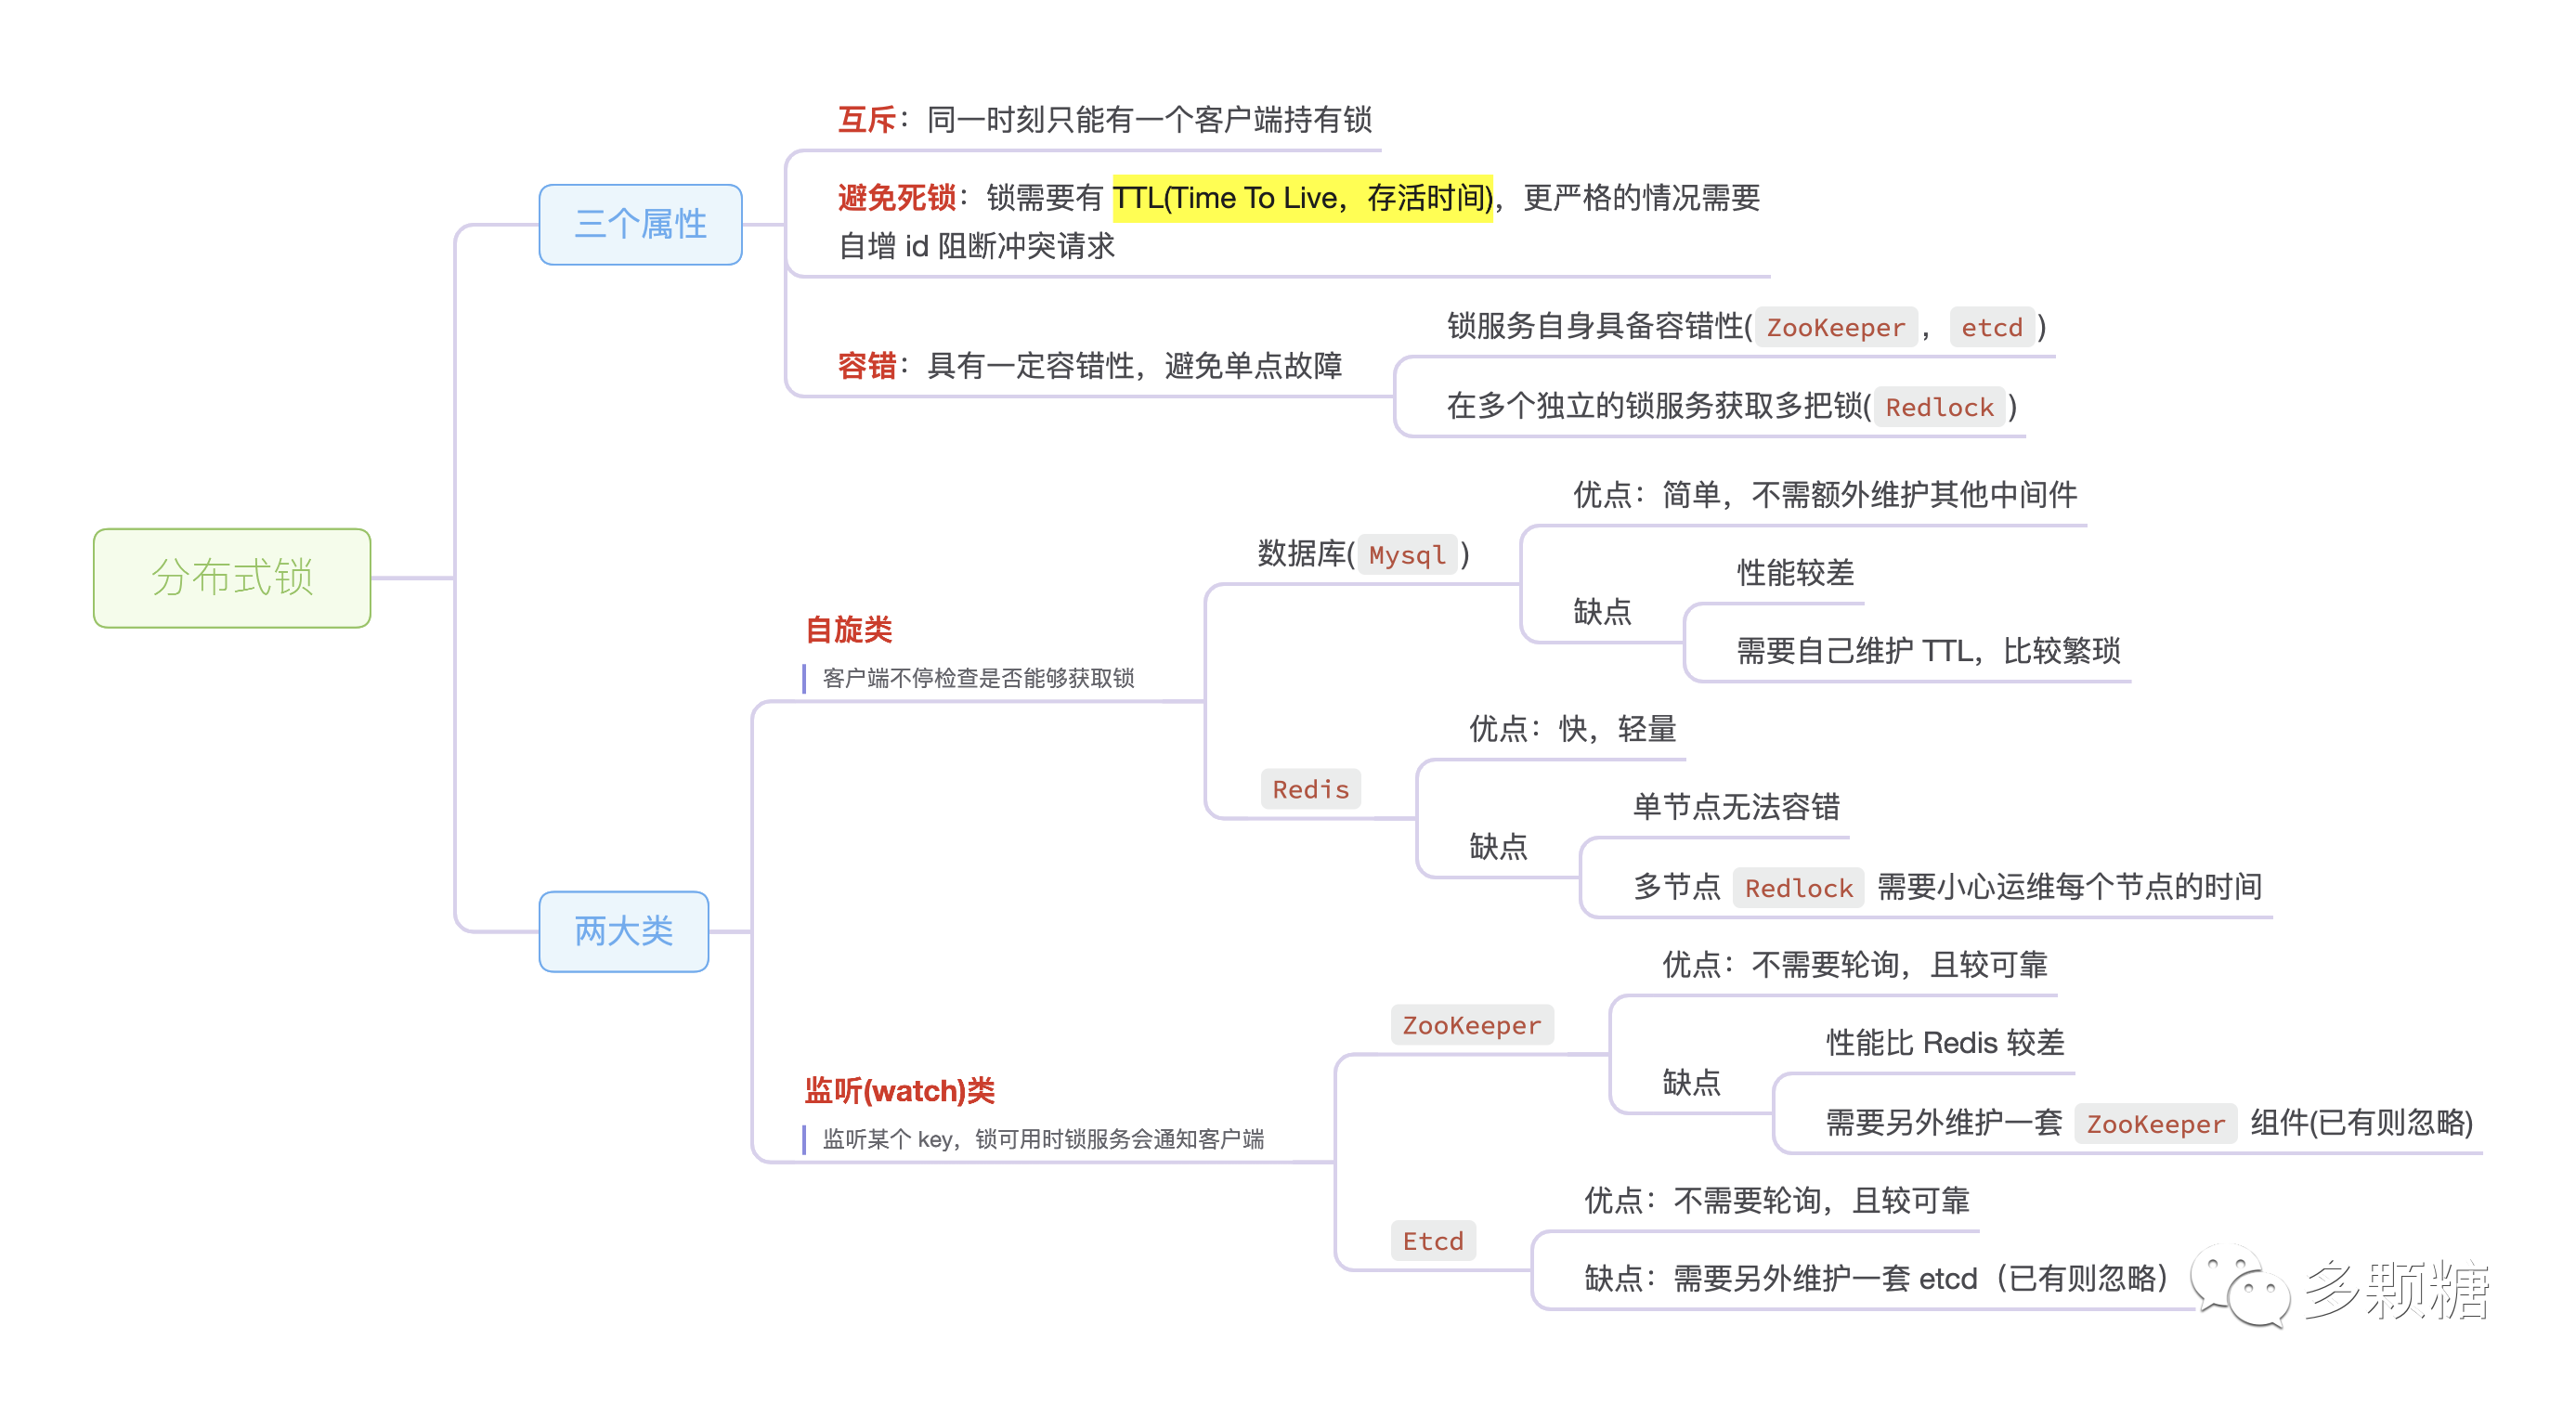 分布式锁
三个属性
互斥：同一时刻只能有一个客户端持有锁
避免死锁：锁需要有 TTL(Time To Live，存活时间)，更严格的情况需要
自增 id 阻断冲突请求
容错：具有一定容错性，避免单点故障
锁服务自身具备容错性(ZooKeeper，etcd)
在多个独立的锁服务获取多把锁(Redlock)
两大类
自旋类
客户端不停检查是否能够获取锁
数据库(Mysql)
优点：简单，不需额外维护其他中间件
缺点
性能较差
需要自己维护 TTL，比较繁琐
Redis
优点：快，轻量
缺点
单节点无法容错
多节点 Redlock 需要小心运维每个节点的时间
监听(watch)类
监听某个 key，锁可用时锁服务会通知客户端
ZooKeeper
优点：不需要轮询，且较可靠
缺点
性能比 Redis 较差
需要另外维护一套 ZooKeeper 组件(已有则忽略)
Etcd
优点：不需要轮询，且较可靠
缺点：需要另外维护一套 etcd（已有则忽略）
多颗糖